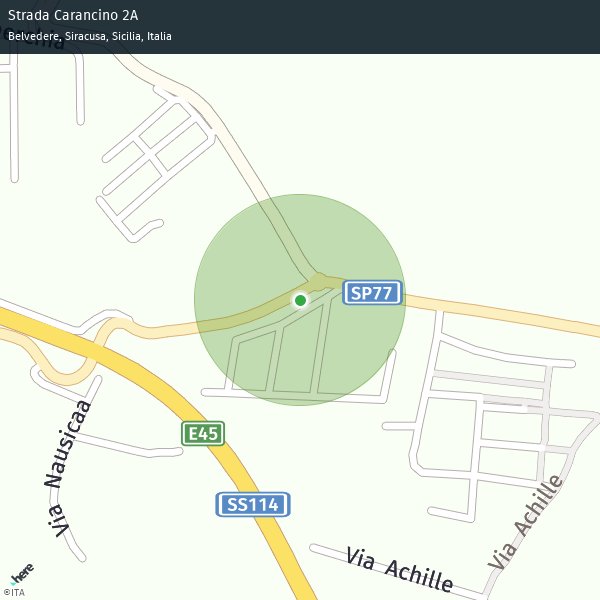 Strada Carancino 2A
Belvedere, Siracusa, Sicilia, Italia
SP77
E45
Via Nausicaa
SS114
Via Achille
Via Achille
here
©ITA